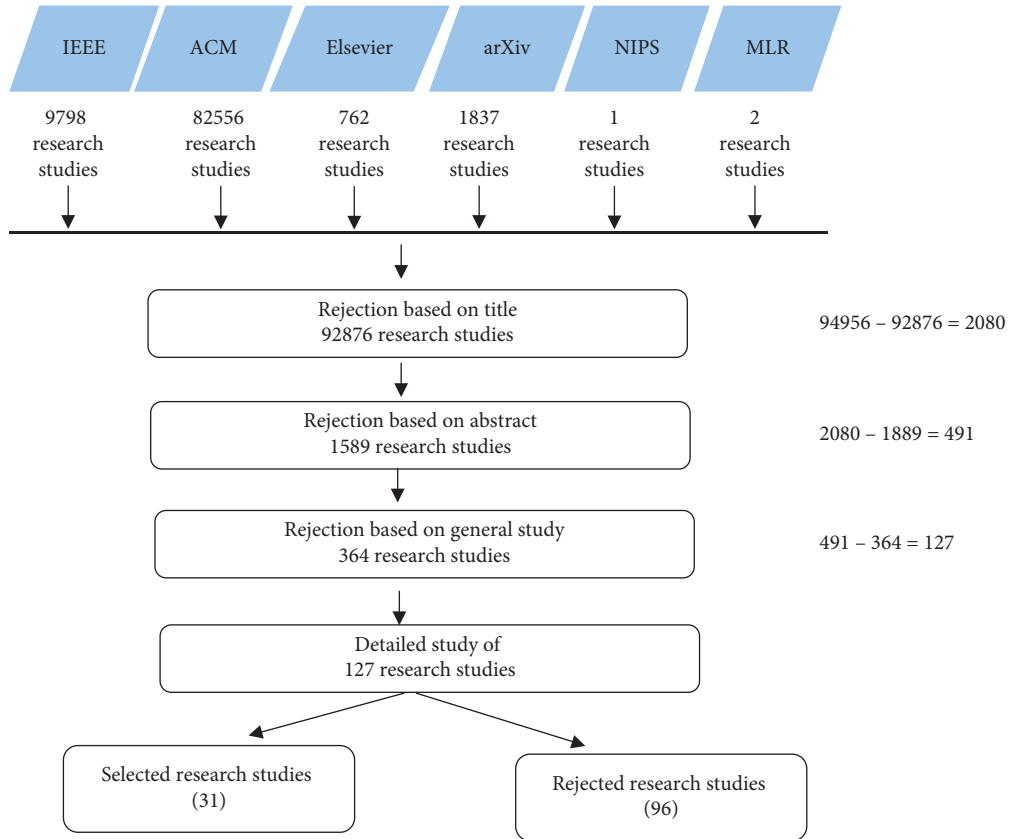 IEEE
ACM
Elsevier
arXiv
NIPS
MLR
9798
research
studies
82556
research
studies
762
research
studies
1837
research
studies
1
research
studies
2
research
studies
Rejection based on title
92876 research studies
94956 – 92876 = 2080
Rejection based on abstract
1589 research studies
2080 – 1889 = 491
Rejection based on general study
364 research studies
491 – 364 = 127
Detailed study of
127 research studies
Selected research studies
(31)
Rejected research studies
(96)